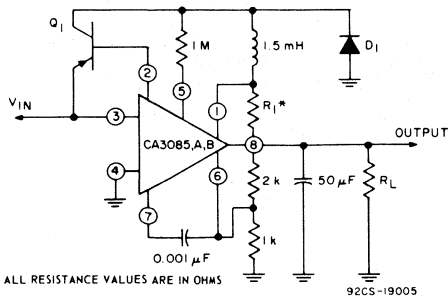 Q1
1 M
1.5 mH
D1
2
5
1
R1*
VIN
3
CA3085,A,B
8
OUTPUT
4
6
2 k
50 μF
RL
7
0.001 μF
1 k
ALL RESISTANCE VALUES ARE IN OHMS
92CS-19005